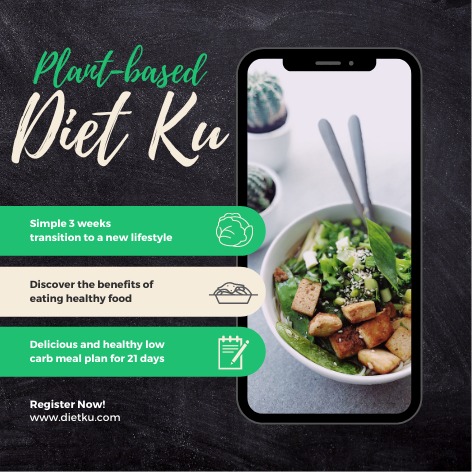 Plant-based
Diet Ku
Simple 3 weeks
transition to a new lifestyle
Discover the benefits of
eating healthy food
Delicious and healthy low
carb meal plan for 21 days
Register Now!
www.dietku.com